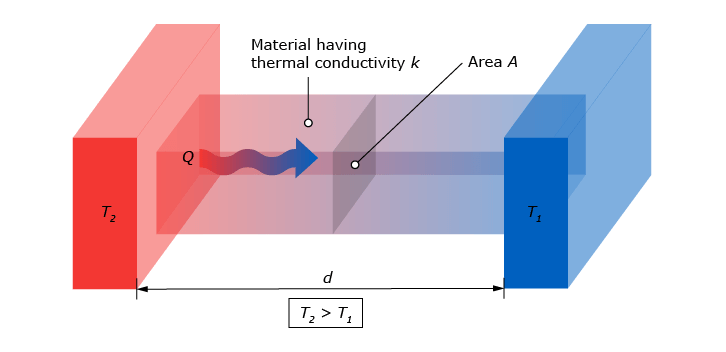 Material having
thermal conductivity k
Area A
Q
T₂
T₁
d
T₂ > T₁